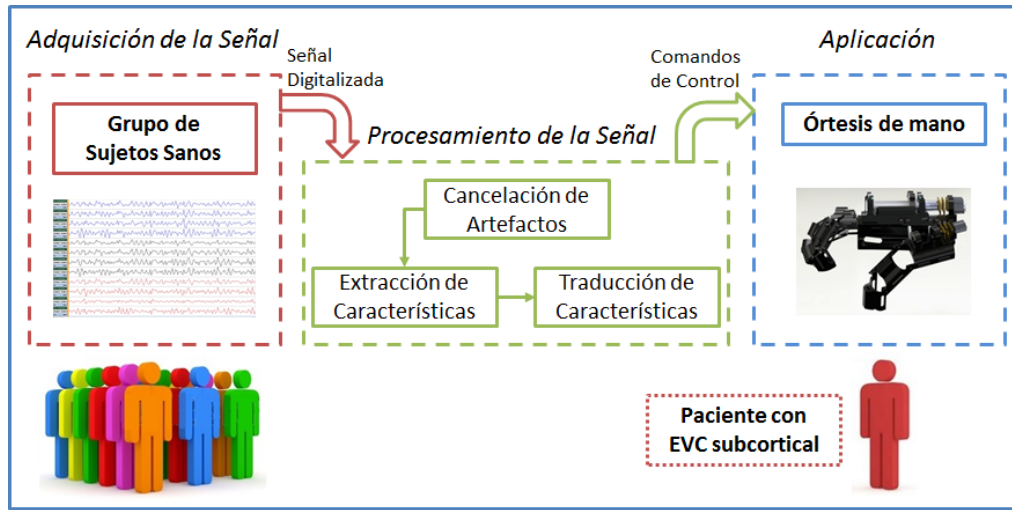 Adquisición de la Señal
Señal
Digitalizada
Comandos
de Control
Aplicación
Grupo de
Sujetos Sanos
Procesamiento de la Señal
Órtesis de mano
Cancelación de
Artefactos
Extracción de
Características
Traducción de
Características
Paciente con
EVC subcortical